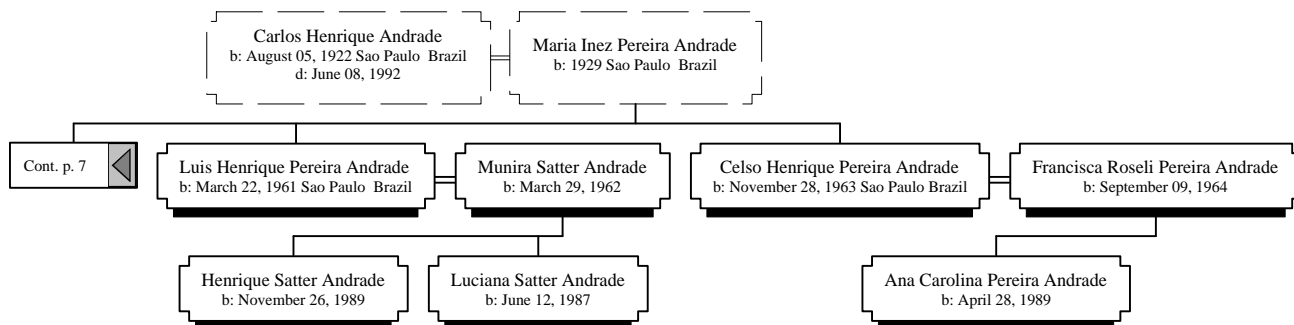 Carlos Henrique Andrade
b: August 05, 1922 Sao Paulo  Brazil
d: June 08, 1992
Maria Inez Pereira Andrade
b: 1929 Sao Paulo  Brazil
Cont. p. 7
Luis Henrique Pereira Andrade
b: March 22, 1961 Sao Paulo  Brazil
Munira Satter Andrade
b: March 29, 1962
Celso Henrique Pereira Andrade
b: November 28, 1963 Sao Paulo Brazil
Francisca Roseli Pereira Andrade
b: September 09, 1964
Henrique Satter Andrade
b: November 26, 1989
Luciana Satter Andrade
b: June 12, 1987
Ana Carolina Pereira Andrade
b: April 28, 1989